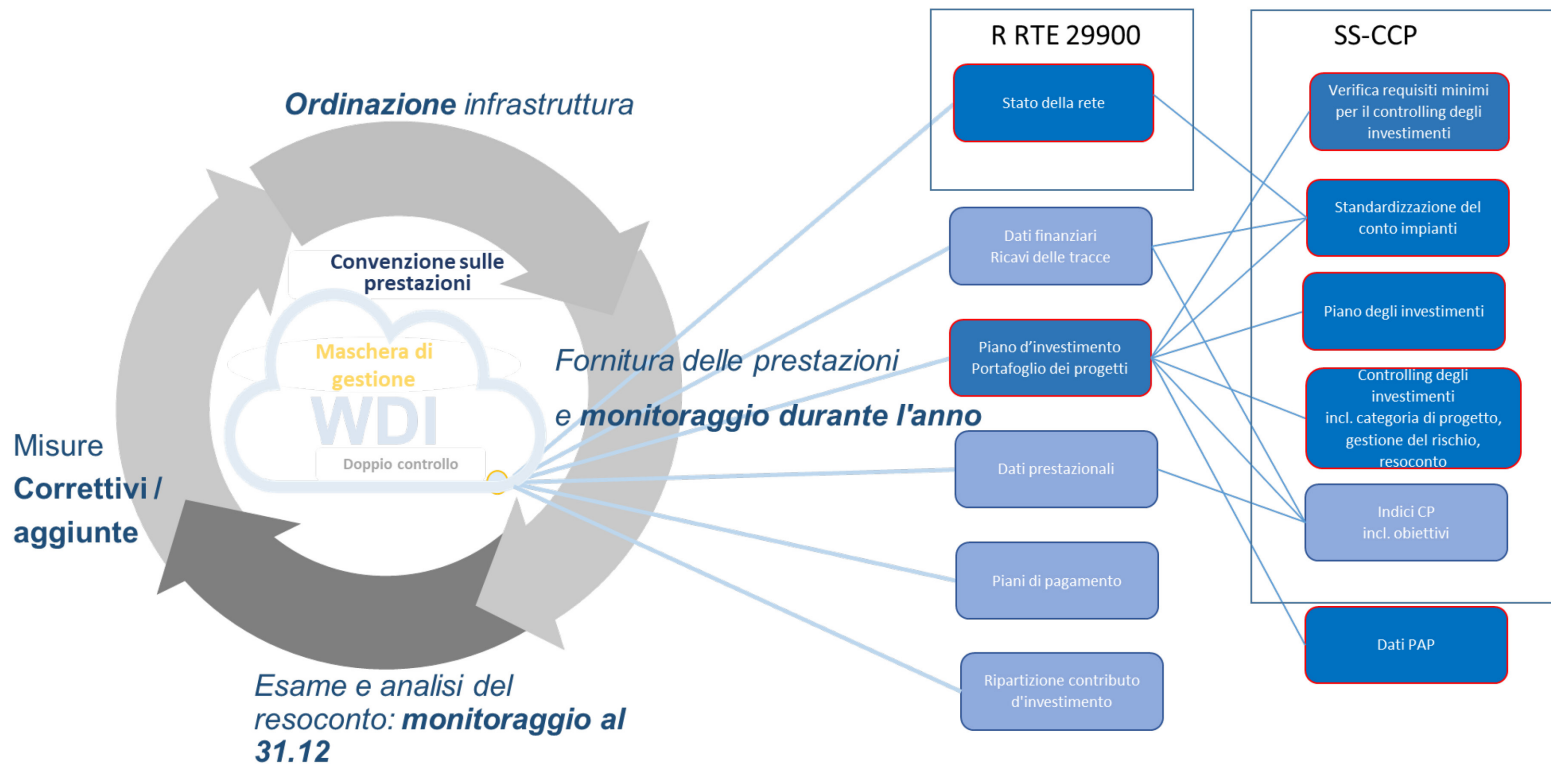 Ordinazione infrastruttura
Convenzione sulle
prestazioni
Maschera di
gestione
WDI
Doppio controllo
Fornitura delle prestazioni
e monitoraggio durante l'anno
Misure
Correttivi /
aggiunte
Esame e analisi del
resoconto: monitoraggio al
31.12
R RTE 29900
Stato della rete
Dati finanziari
Ricavi delle tracce
Piano d’investimento
Portafoglio dei progetti
Dati prestazionali
Piani di pagamento
Ripartizione contributo
d'investimento
SS-CCP
Verifica requisiti minimi
per il controlling degli
investimenti
Standardizzazione del
conto impianti
Piano degli investimenti
Controlling degli
investimenti
incl. categoria di progetto,
gestione del rischio,
resoconto
Indici CP
incl. obiettivi
Dati PAP